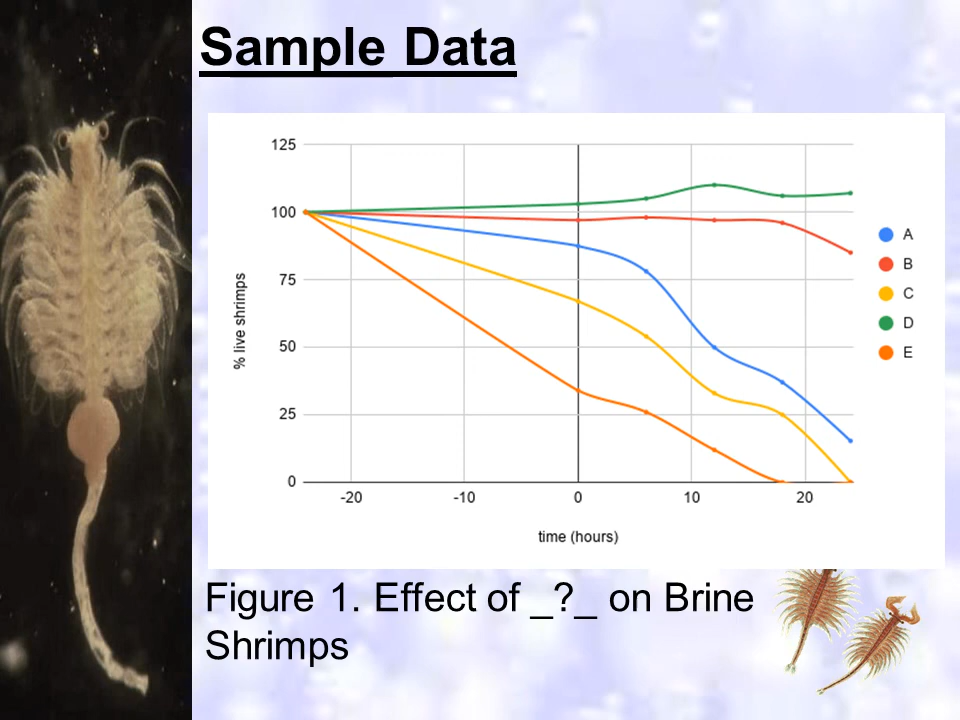 Sample Data
125
100
75
50
25
0
-20 -10 0 10 20
% live shrimps
time (hours)
A
B
C
D
E
Figure 1. Effect of _?_ on Brine
Shrimps